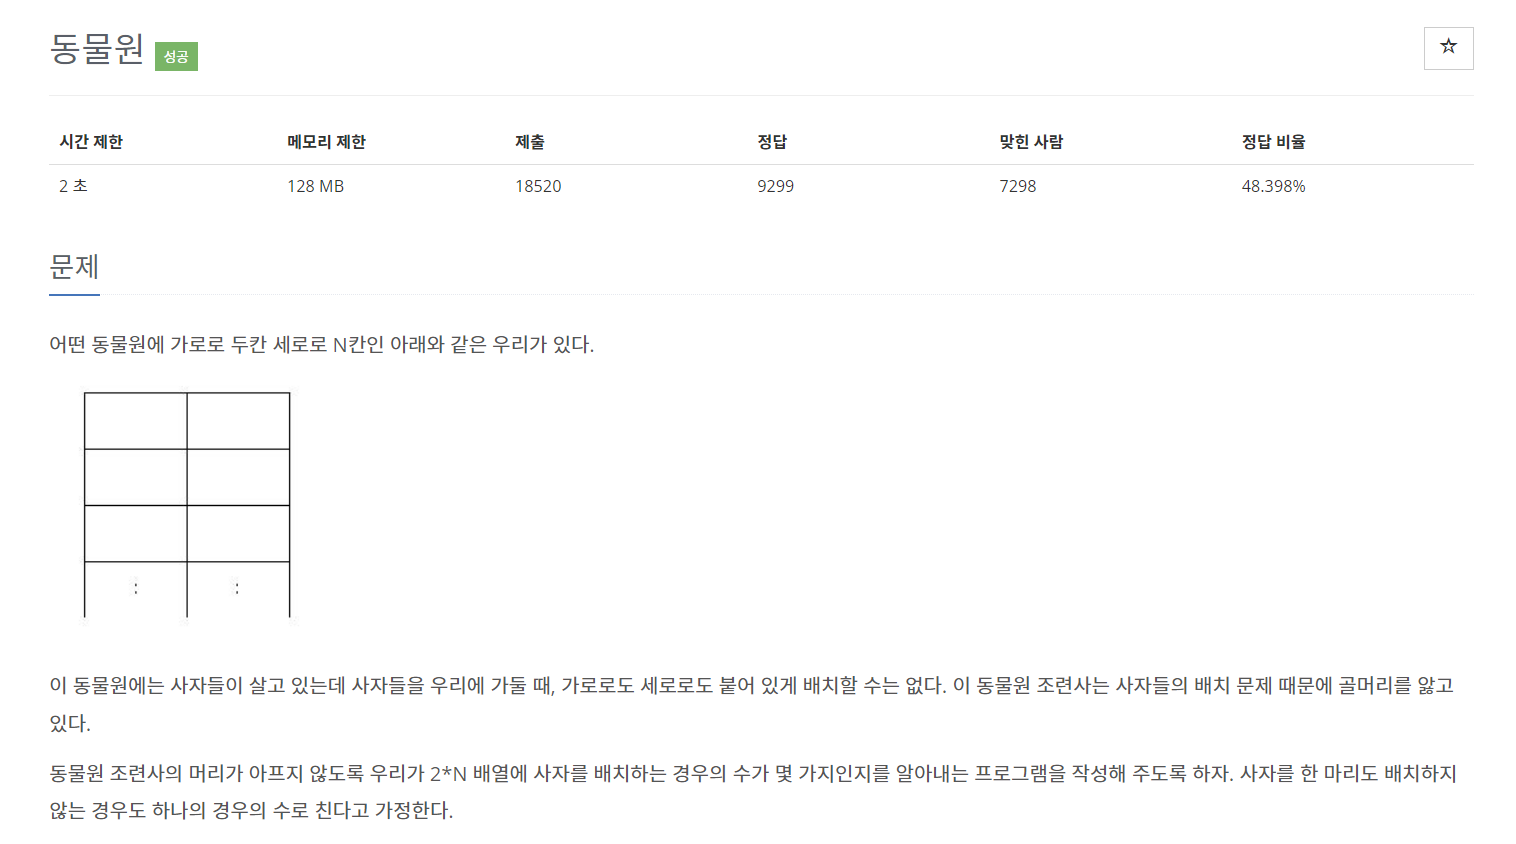 동물원 성공
☆
시간 제한 메모리 제한 제출 정답 맞힌 사람 정답 비율
2 초 128 MB 18520 9299 7298 48.398%
문제
어떤 동물원에 가로로 두칸 세로로 N칸인 아래와 같은 우리가 있다.
: :
이 동물원에는 사자들이 살고 있는데 사자들을 우리에 가둘 때, 가로로도 세로로도 붙어 있게 배치할 수는 없다. 이 동물원 조련사는 사자들의 배치 문제 때문에 골머리를 앓고
있다.
동물원 조련사의 머리가 아프지 않도록 우리가 2*N 배열에 사자를 배치하는 경우의 수가 몇 가지인지를 알아내는 프로그램을 작성해 주도록 하자. 사자를 한 마리도 배치하지
않는 경우도 하나의 경우의 수로 친다고 가정한다.